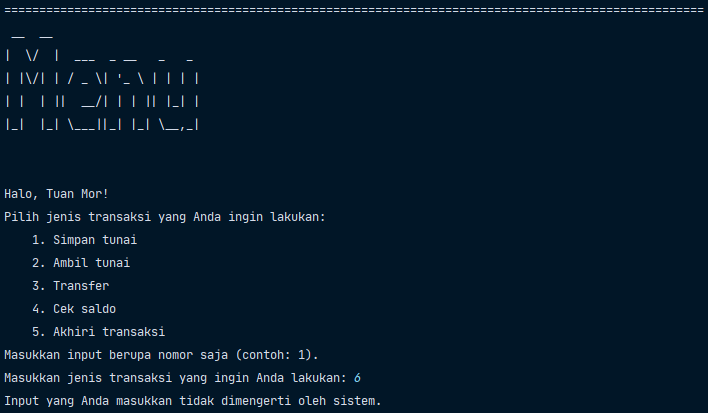 ====================================================================================================
 __  __
|  \/  |  ___  _ __   _   _
| |\/| | / _ \| '_ \ | | | |
| |  | ||  __/| | | || |_| |
|_|  |_| \___||_| |_| \__,_|
Halo, Tuan Mor!
Pilih jenis transaksi yang Anda ingin lakukan:
    1. Simpan tunai
    2. Ambil tunai
    3. Transfer
    4. Cek saldo
    5. Akhiri transaksi
Masukkan input berupa nomor saja (contoh: 1).
Masukkan jenis transaksi yang ingin Anda lakukan: 6
Input yang Anda masukkan tidak dimengerti oleh sistem.